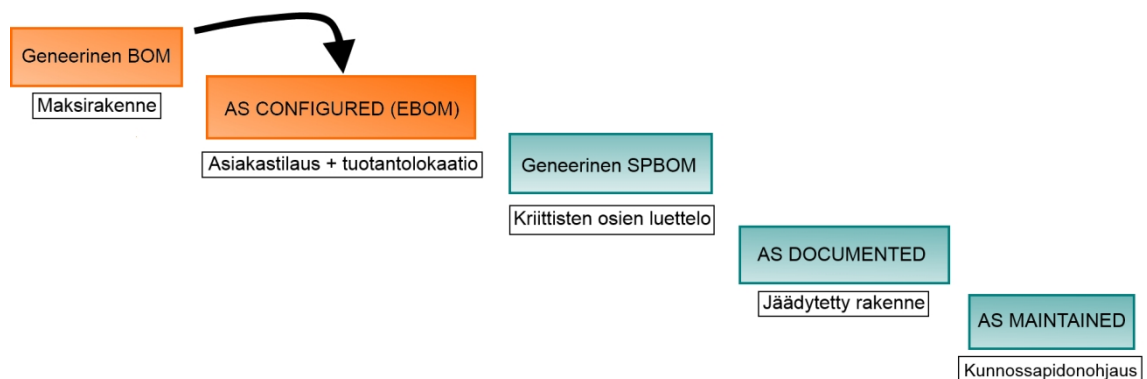 Geneerinen BOM
Maksirakenne
AS CONFIGURED (EBOM)
Asiakastilaus + tuotantolokaatio
Geneerinen SPBOM
Kriittisten osien luettelo
AS DOCUMENTED
Jäädytetty rakenne
AS MAINTAINED
Kunnossapidonohjaus